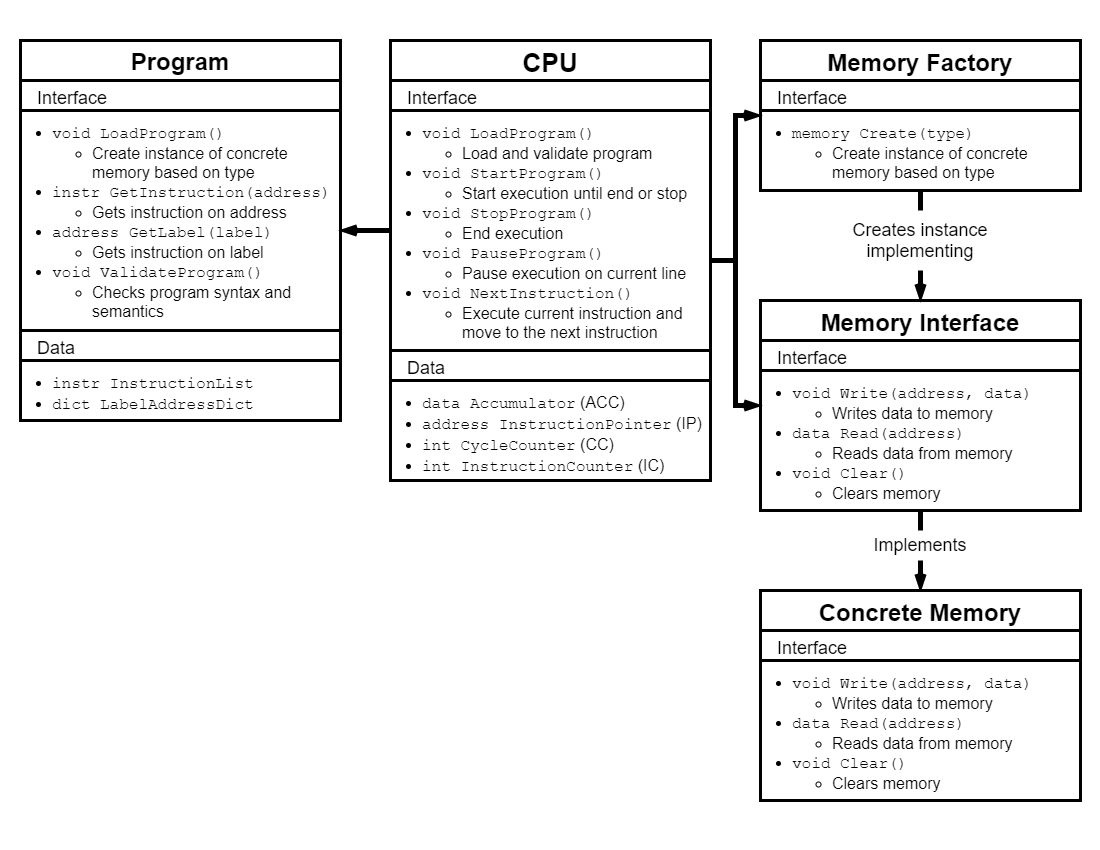 Program
Interface
• void LoadProgram()
◦ Create instance of concrete
memory based on type
• instr GetInstruction(address)
◦ Gets instruction on address
• address GetLabel(label)
◦ Gets instruction on label
• void ValidateProgram()
◦ Checks program syntax and
semantics
Data
• instr InstructionList
• dict LabelAddressDict
CPU
Interface
• void LoadProgram()
◦ Load and validate program
• void StartProgram()
◦ Start execution until end or stop
• void StopProgram()
◦ End execution
• void PauseProgram()
◦ Pause execution on current line
• void NextInstruction()
◦ Execute current instruction and
move to the next instruction
Data
• data Accumulator (ACC)
• address InstructionPointer (IP)
• int CycleCounter (CC)
• int InstructionCounter (IC)
Memory Factory
Interface
• memory Create(type)
◦ Create instance of concrete
memory based on type
Creates instance
implementing
Memory Interface
Interface
• void Write(address, data)
◦ Writes data to memory
• data Read(address)
◦ Reads data from memory
• void Clear()
◦ Clears memory
Implements
Concrete Memory
Interface
• void Write(address, data)
◦ Writes data to memory
• data Read(address)
◦ Reads data from memory
• void Clear()
◦ Clears memory